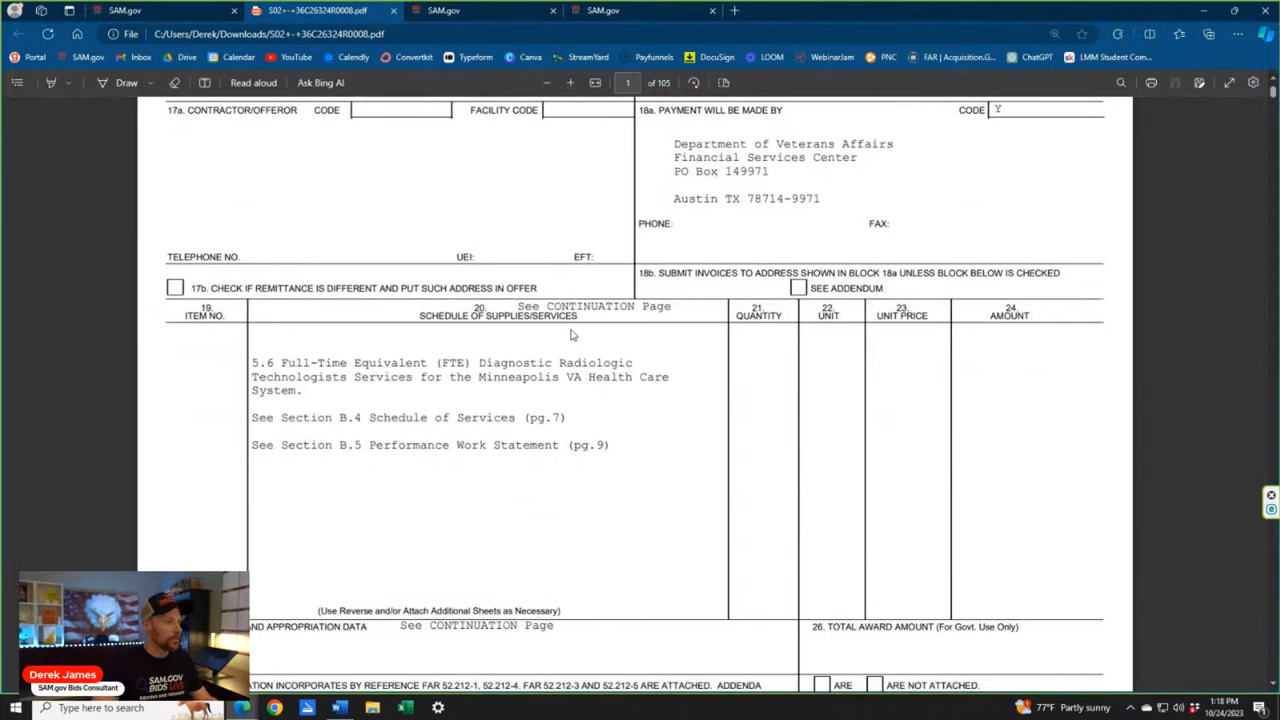 SAM.gov
S02+-+36C26324R0008.pdf
SAM.gov
SAM.gov
File
C:/Users/Derek/Downloads/S02+-+36C26324R0008.pdf
Portal
SAM.gov
Inbox
Drive
Calendar
YouTube
Calendly
Convertkit
Typeform
Canva
StreamYard
Payfunnels
DocuSign
LOOM
WebinarJam
PNC
FAR | Acquisition.G...
ChatGPT
LMM Student Com...
Draw
Read aloud
Ask Bing AI
1 of 105
17a. CONTRACTOR/OFFEROR CODE FACILITY CODE
18a. PAYMENT WILL BE MADE BY CODE Y
Department of Veterans Affairs
Financial Services Center
PO Box 149971
Austin TX 78714-9971
PHONE: FAX:
TELEPHONE NO. UEI: EFT:
18b. SUBMIT INVOICES TO ADDRESS SHOWN IN BLOCK 18a UNLESS BLOCK BELOW IS CHECKED
17b. CHECK IF REMITTANCE IS DIFFERENT AND PUT SUCH ADDRESS IN OFFER
SEE ADDENDUM
19.
ITEM NO.
20. See CONTINUATION Page
SCHEDULE OF SUPPLIES/SERVICES
21.
QUANTITY
22.
UNIT
23.
UNIT PRICE
24.
AMOUNT
5.6 Full-Time Equivalent (FTE) Diagnostic Radiologic
Technologists Services for the Minneapolis VA Health Care
System.
See Section B.4 Schedule of Services (pg.7)
See Section B.5 Performance Work Statement (pg.9)
(Use Reverse and/or Attach Additional Sheets as Necessary)
AND APPROPRIATION DATA See CONTINUATION Page
26. TOTAL AWARD AMOUNT (For Govt. Use Only)
ATION INCORPORATES BY REFERENCE FAR 52.212-1, 52.212-4. FAR 52.212-3 AND 52.212-5 ARE ATTACHED. ADDENDA
ARE
ARE NOT ATTACHED.
SAM.GOV
BIDS LIVE
Derek James
SAM.gov Bids Consultant
Type here to search
77°F Partly sunny
1:18 PM
10/24/2023